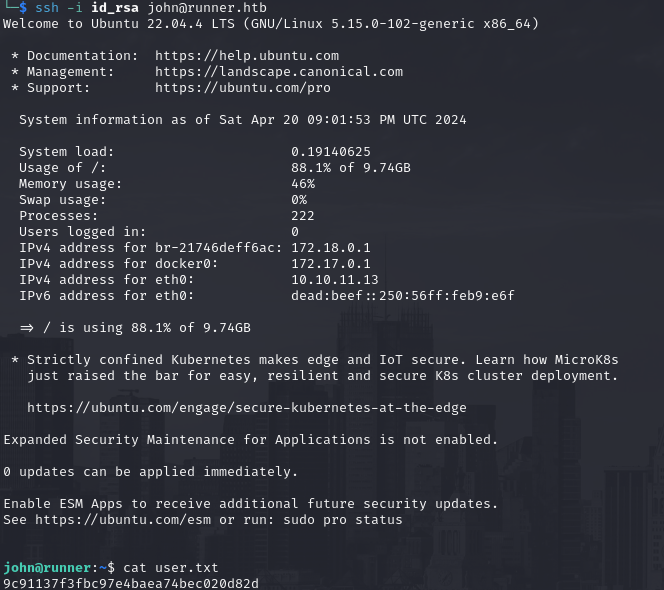 └─$ ssh -i id_rsa john@runner.htb
Welcome to Ubuntu 22.04.4 LTS (GNU/Linux 5.15.0-102-generic x86_64)
* Documentation: https://help.ubuntu.com
* Management: https://landscape.canonical.com
* Support: https://ubuntu.com/pro
System information as of Sat Apr 20 09:01:53 PM UTC 2024
System load: 0.19140625
Usage of /: 88.1% of 9.74GB
Memory usage: 46%
Swap usage: 0%
Processes: 222
Users logged in: 0
IPv4 address for br-21746deff6ac: 172.18.0.1
IPv4 address for docker0: 172.17.0.1
IPv4 address for eth0: 10.10.11.13
IPv6 address for eth0: dead:beef::250:56ff:feb9:e6f
=> / is using 88.1% of 9.74GB
* Strictly confined Kubernetes makes edge and IoT secure. Learn how MicroK8s
just raised the bar for easy, resilient and secure K8s cluster deployment.
https://ubuntu.com/engage/secure-kubernetes-at-the-edge
Expanded Security Maintenance for Applications is not enabled.
0 updates can be applied immediately.
Enable ESM Apps to receive additional future security updates.
See https://ubuntu.com/esm or run: sudo pro status
john@runner:~$ cat user.txt
9c91137f3fbc97e4baea74bec020d82d